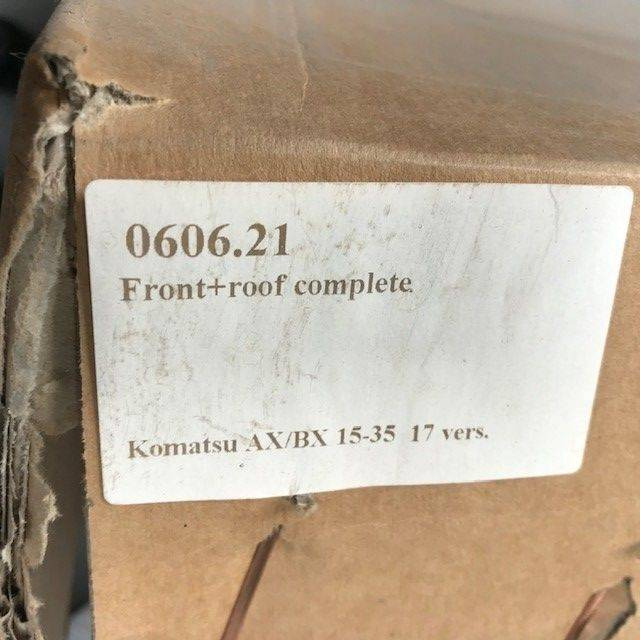 0606.21
Front+roof complete
Komatsu AX/BX 15-35 17 vers.